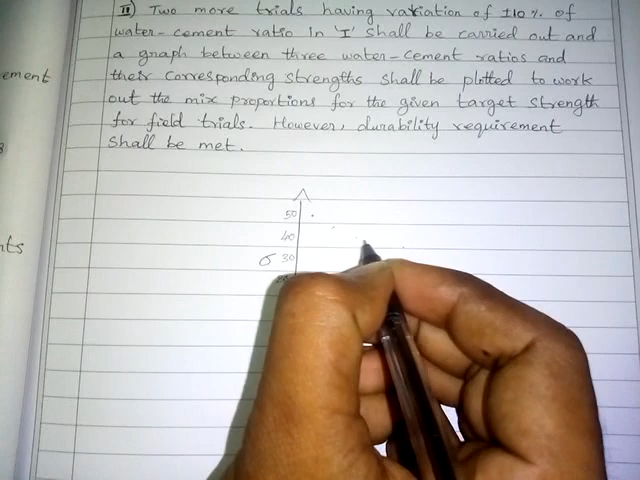 II) Two more trials having variation of ±10% of
water-cement ratio in 'I' shall be carried out and
a graph between three water-cement ratios and
their corresponding strengths shall be plotted to work
out the mix proportions for the given target strength
for field trials. However, durability requirement
shall be met.
ement
nts
50
40
σ 30